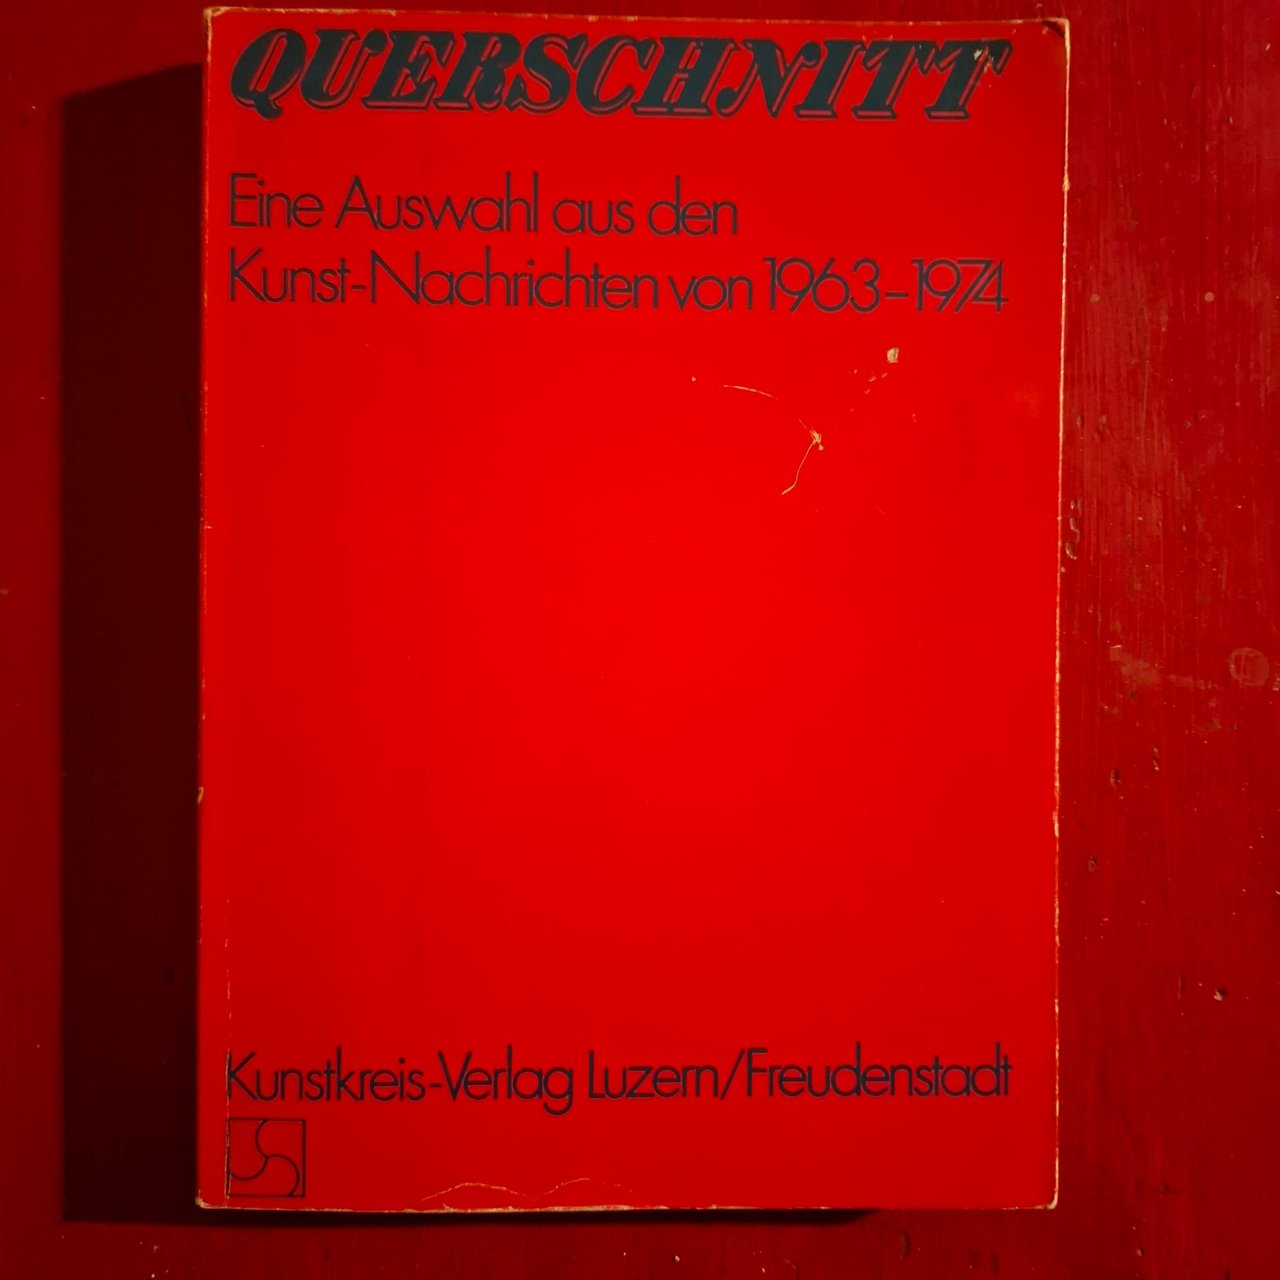 QUERSCHNITT
Eine Auswahl aus den
Kunst-Nachrichten von 1963–1974
Kunstkreis-Verlag Luzern/Freudenstadt